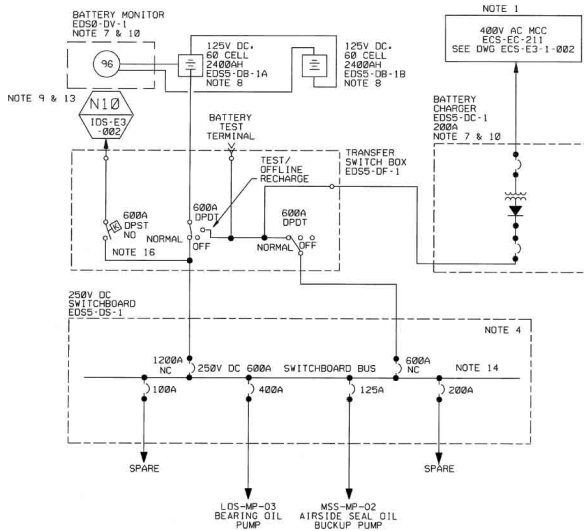 BATTERY MONITOR
EDS0-DV-1
NOTE 7 & 10
96
125V DC.
60 CELL
2400AH
EDS5-DB-1A
NOTE 8
125V DC.
60 CELL
2400AH
EDS5-DB-1B
NOTE 8
NOTE 1
400V AC MCC
ECS-EC-211
SEE DWG ECS-E3-1-002
NOTE 9 & 13
N10
IDS-E3
-002
BATTERY
TEST
TERMINAL
BATTERY
CHARGER
EDS5-DC-1
200A
NOTE 7 & 10
TRANSFER
SWITCH BOX
EDS5-DF-1
TEST/
OFFLINE
RECHARGE
600A
DPST
NO
K
NOTE 16
600A
DPDT
NORMAL
OFF
600A
DPDT
NORMAL
OFF
250V DC
SWITCHBOARD
EDS5-DS-1
NOTE 4
1200A
NC
250V DC 600A
SWITCHBOARD BUS
600A
NC
NOTE 14
100A
400A
125A
200A
SPARE
SPARE
LOS-MP-03
BEARING OIL
PUMP
MSS-MP-02
AIRSIDE SEAL OIL
BUCKUP PUMP